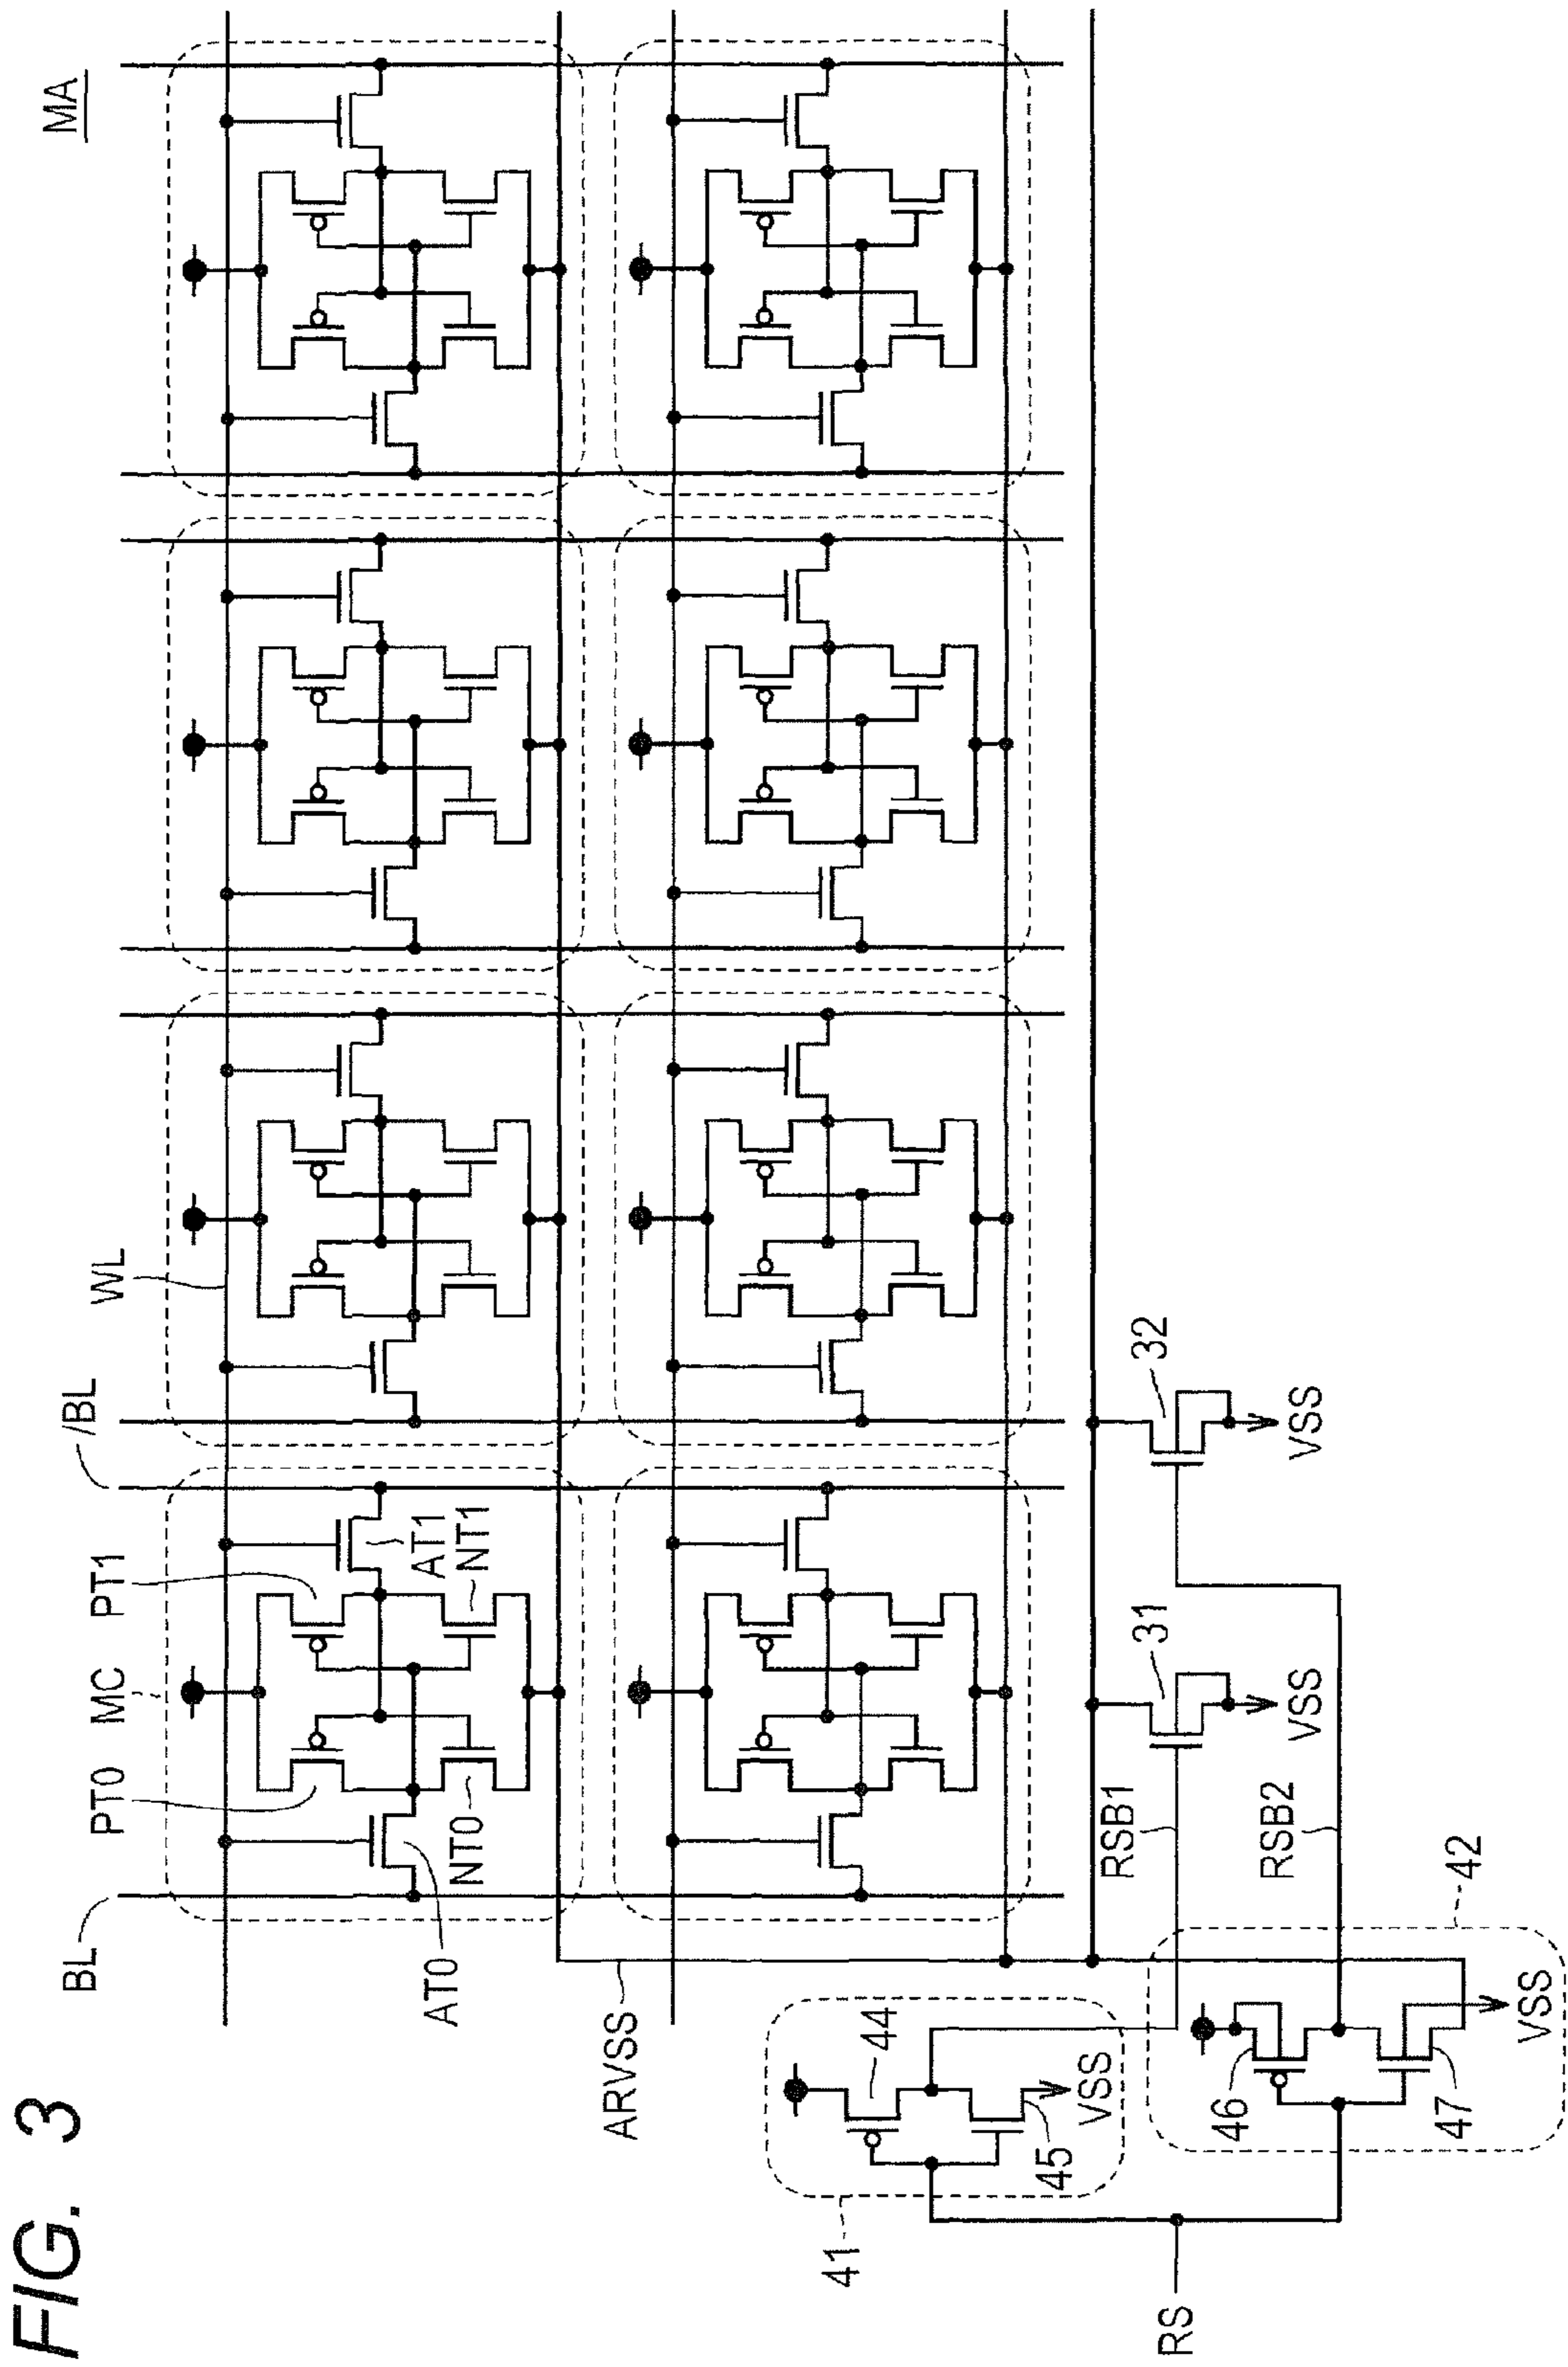 FIG. 3
MA
WL
/BL
BL
PT0
MC
PT1
AT1
NT1
NT0
AT0
ARVSS
32
VSS
31
VSS
RSB1
RSB2
42
44
45
VSS
41
46
47
VSS
RS